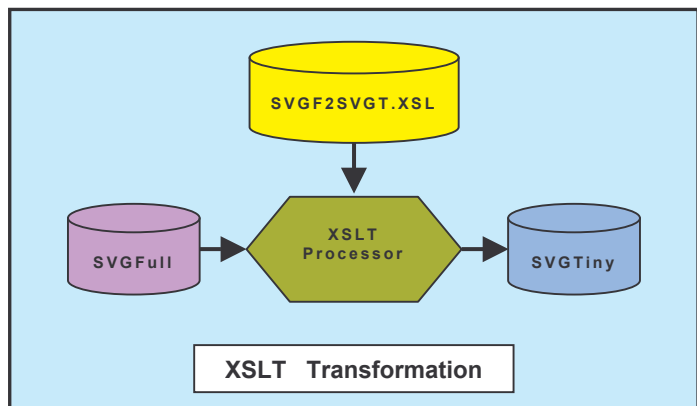 SVGF2SVGT.XSL
XSLT
Processor
SVGFull
SVGTiny
XSLT Transformation